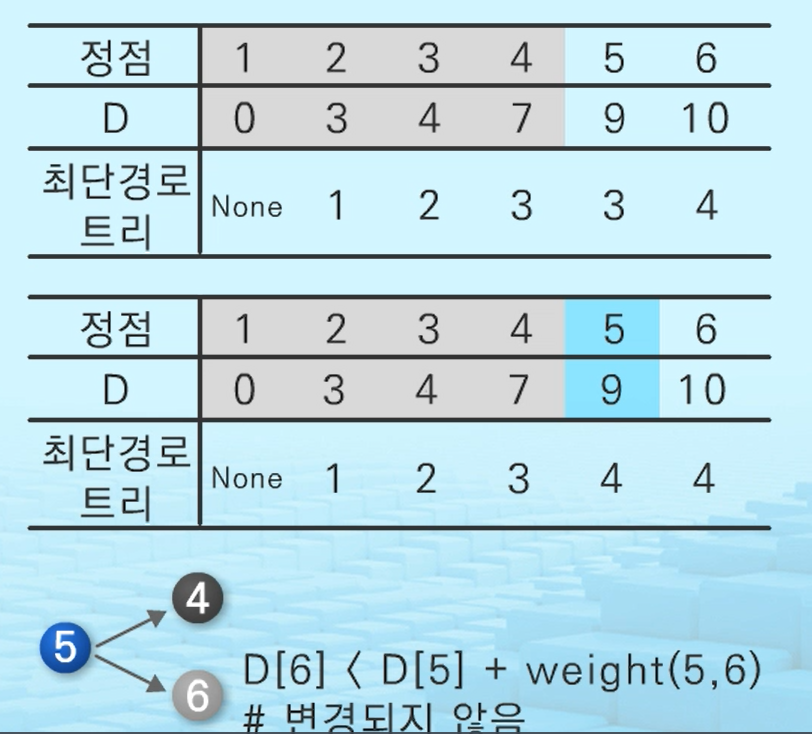 정점 1 2 3 4 5 6
D 0 3 4 7 9 10
최단경로
트리 None 1 2 3 3 4
정점 1 2 3 4 5 6
D 0 3 4 7 9 10
최단경로
트리 None 1 2 3 4 4
4
5
6
D[6] < D[5] + weight(5,6)
# 변경되지 않음